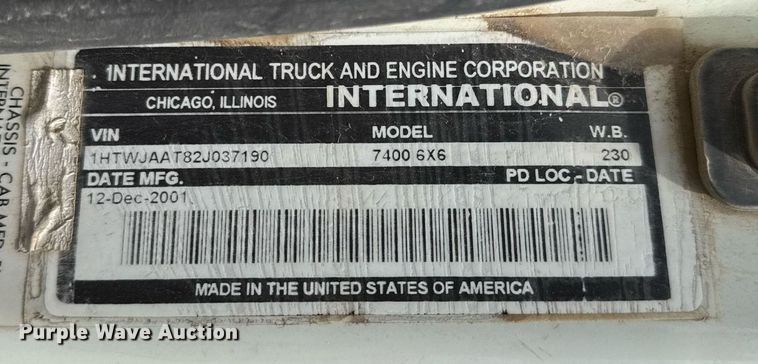 INTERNATIONAL TRUCK AND ENGINE CORPORATION
CHICAGO, ILLINOIS INTERNATIONAL®
VIN MODEL W.B.
1HTWJAAT82J037190 7400 6X6 230
DATE MFG. PD LOC - DATE
12-Dec-2001
MADE IN THE UNITED STATES OF AMERICA
CHASSIS - CAB MFD
Purple Wave Auction